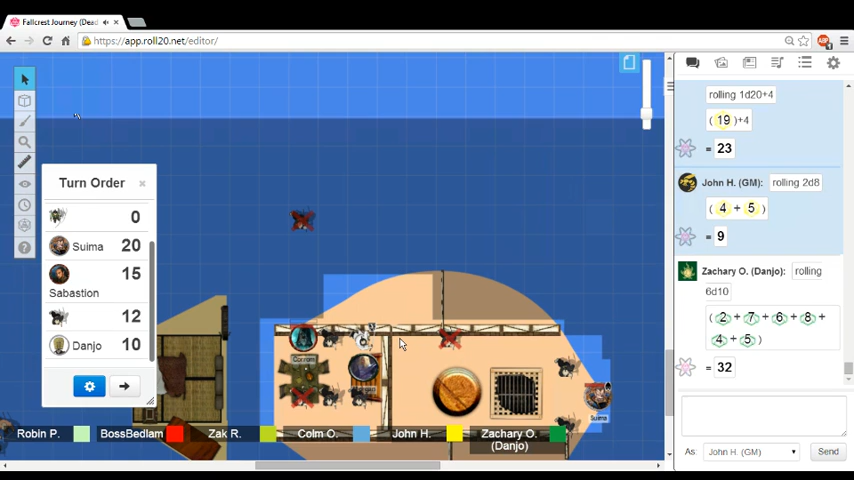 Fallcrest Journey (Dead
https://app.roll20.net/editor/
ABP
rolling 1d20+4
(19)+4
= 23
John H. (GM): rolling 2d8
(4 + 5)
= 9
Zachary O. (Danjo): rolling
6d10
(2+7+6+8+
4+5)
= 32
Turn Order
0
Suima 20
15
Sabastion
12
Danjo 10
Corrom
Suima
Robin P.
BossBedlam
Zak R.
Colm O.
John H.
Zachary O.
(Danjo)
As: John H. (GM)
Send